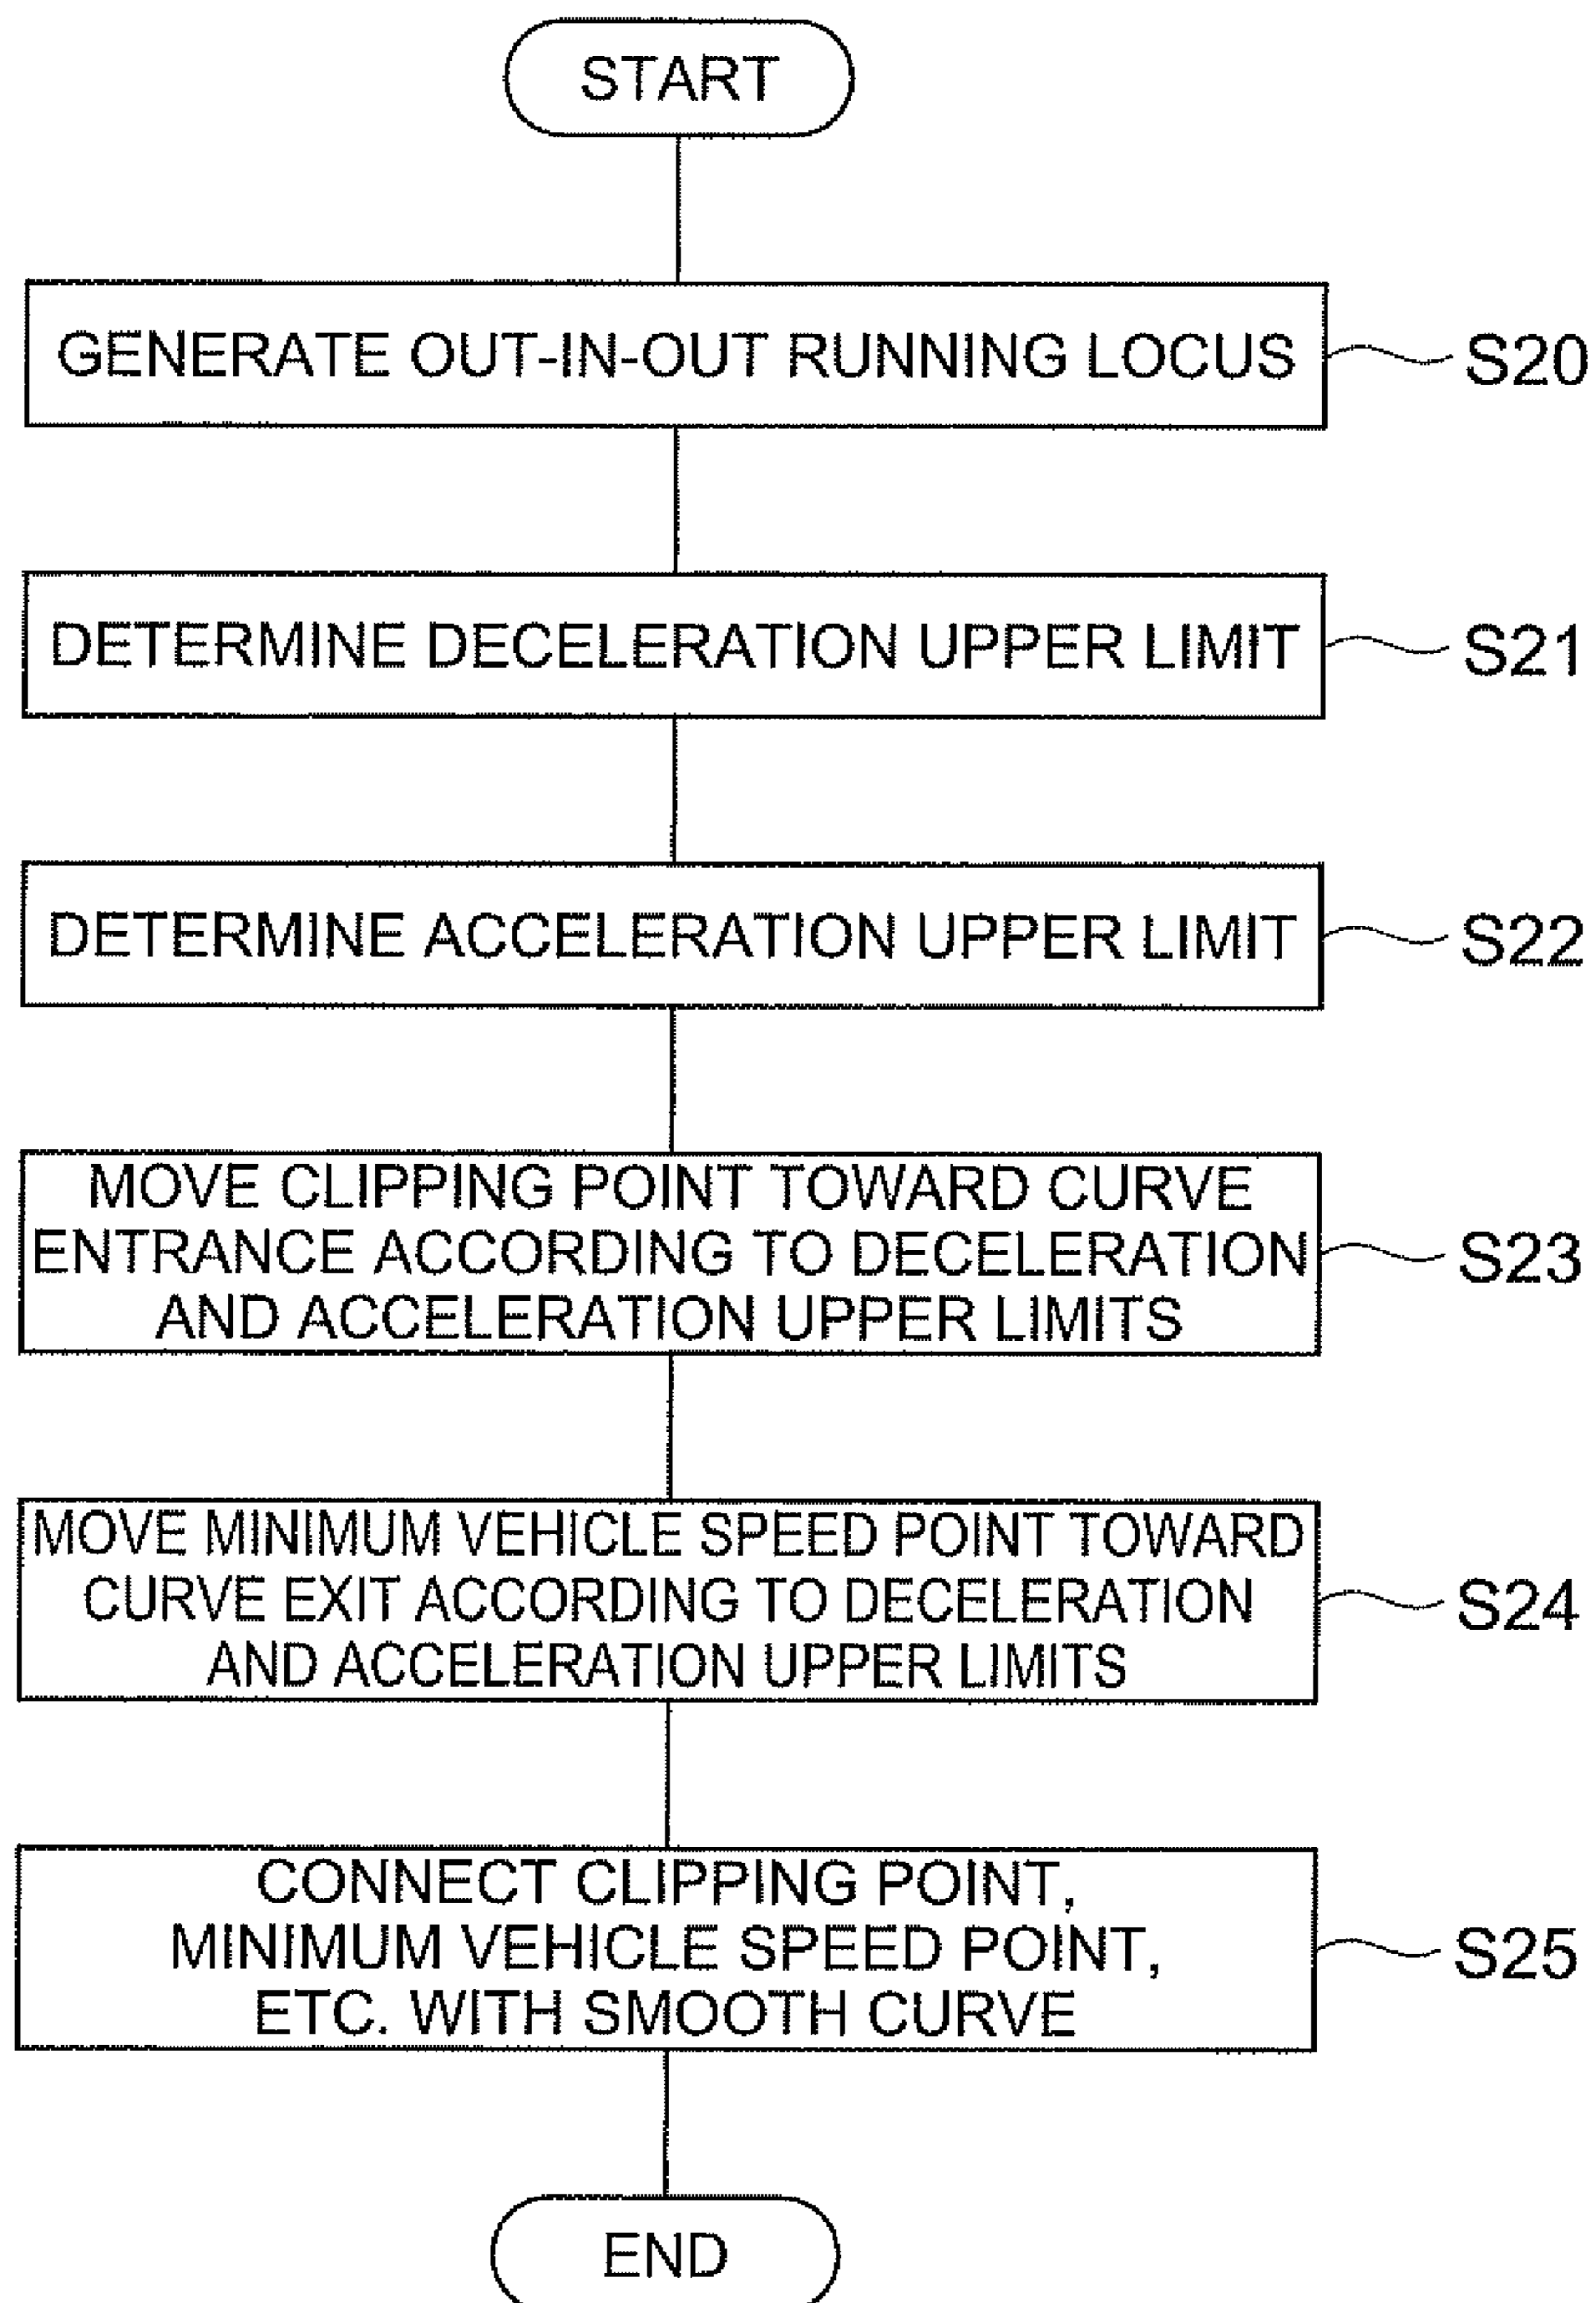 START
GENERATE OUT-IN-OUT RUNNING LOCUS
S20
DETERMINE DECELERATION UPPER LIMIT
S21
DETERMINE ACCELERATION UPPER LIMIT
S22
MOVE CLIPPING POINT TOWARD CURVE
ENTRANCE ACCORDING TO DECELERATION
AND ACCELERATION UPPER LIMITS
S23
MOVE MINIMUM VEHICLE SPEED POINT TOWARD
CURVE EXIT ACCORDING TO DECELERATION
AND ACCELERATION UPPER LIMITS
S24
CONNECT CLIPPING POINT,
MINIMUM VEHICLE SPEED POINT,
ETC. WITH SMOOTH CURVE
S25
END